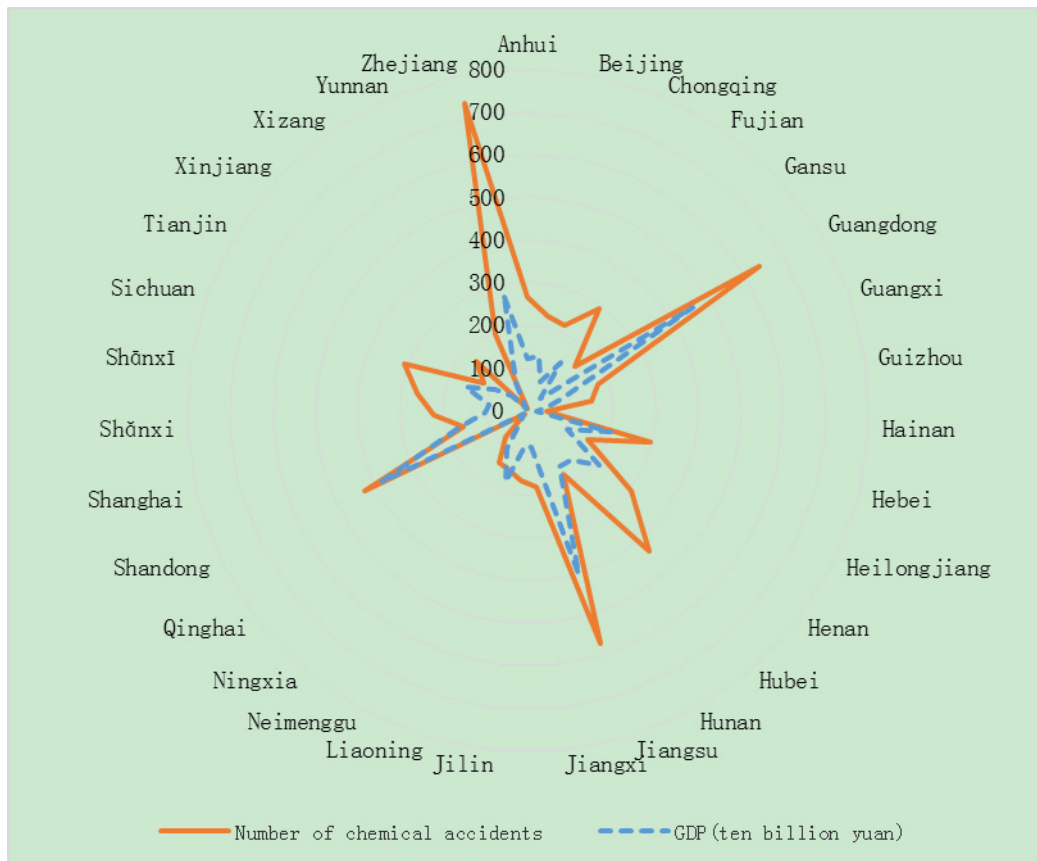 Anhui
Beijing
Chongqing
Fujian
Gansu
Guangdong
Guangxi
Guizhou
Hainan
Hebei
Heilongjiang
Henan
Hubei
Hunan
Jiangsu
Jiangxi
Jilin
Liaoning
Neimenggu
Ningxia
Qinghai
Shandong
Shanghai
Shǎnxi
Shānxī
Sichuan
Tianjin
Xinjiang
Xizang
Yunnan
Zhejiang
800
700
600
500
400
300
200
100
0
Number of chemical accidents
GDP(ten billion yuan)